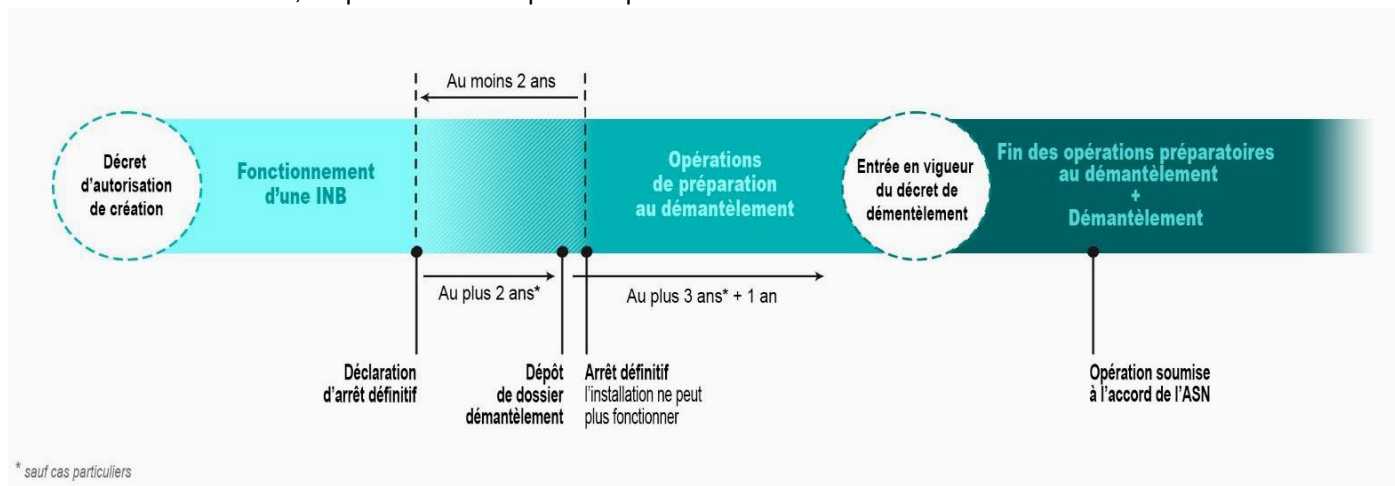 Au moins 2 ans
Décret
d'autorisation
de création
Fonctionnement
d'une INB
Opérations
de préparation
au démantèlement
Entrée en vigueur
du décret de
démentèlement
Fin des opérations préparatoires
au démantèlement
+
Démantèlement
Au plus 2 ans*
Au plus 3 ans* + 1 an
Déclaration
d'arrêt définitif
Dépôt
de dossier
démantèlement
Arrêt définitif
l'installation ne peut
plus fonctionner
Opération soumise
à l'accord de l'ASN
* sauf cas particuliers